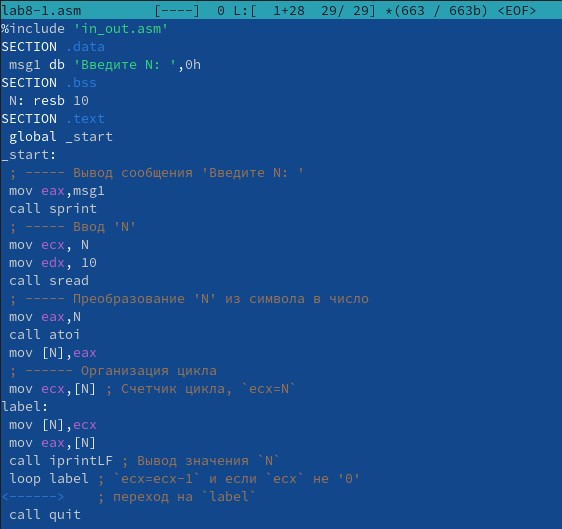 lab8-1.asm [----] 0 L:[ 1+28 29/ 29] *(663 / 663b) <EOF>
%include 'in_out.asm'
SECTION .data
msg1 db 'Введите N: ',0h
SECTION .bss
N: resb 10
SECTION .text
global _start
_start:
; ----- Вывод сообщения 'Введите N: '
mov eax,msg1
call sprint
; ----- Ввод 'N'
mov ecx, N
mov edx, 10
call sread
; ----- Преобразование 'N' из символа в число
mov eax,N
call atoi
mov [N],eax
; ------ Организация цикла
mov ecx,[N] ; Счетчик цикла, `ecx=N`
label:
mov [N],ecx
mov eax,[N]
call iprintLF ; Вывод значения `N`
loop label ; `ecx=ecx-1` и если `ecx` не '0'
<------> ; переход на `label`
call quit